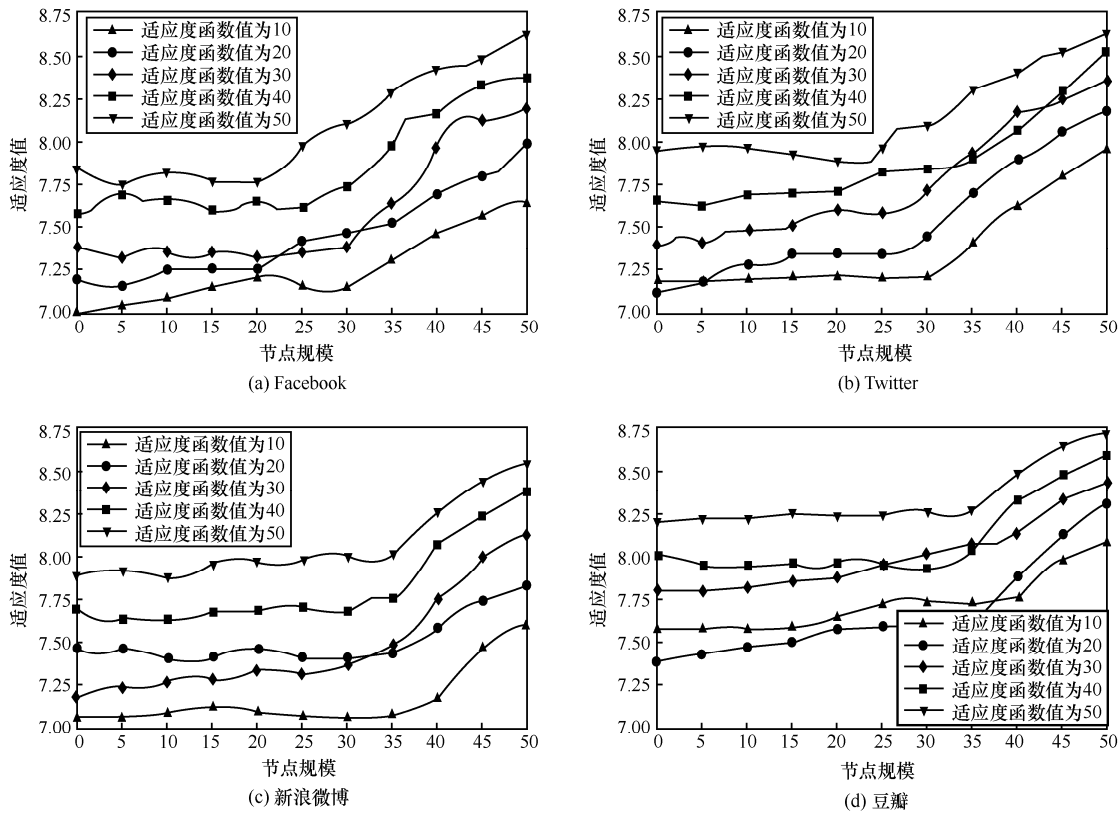 8.75
8.50
8.25
8.00
7.75
7.50
7.25
7.00
适应度值
适应度函数值为10
适应度函数值为20
适应度函数值为30
适应度函数值为40
适应度函数值为50
0 5 10 15 20 25 30 35 40 45 50
节点规模
(a) Facebook
8.75
8.50
8.25
8.00
7.75
7.50
7.25
7.00
适应度值
适应度函数值为10
适应度函数值为20
适应度函数值为30
适应度函数值为40
适应度函数值为50
0 5 10 15 20 25 30 35 40 45 50
节点规模
(b) Twitter
8.75
8.50
8.25
8.00
7.75
7.50
7.25
7.00
适应度值
适应度函数值为10
适应度函数值为20
适应度函数值为30
适应度函数值为40
适应度函数值为50
0 5 10 15 20 25 30 35 40 45 50
节点规模
(c) 新浪微博
8.75
8.50
8.25
8.00
7.75
7.50
7.25
7.00
适应度值
适应度函数值为10
适应度函数值为20
适应度函数值为30
适应度函数值为40
适应度函数值为50
0 5 10 15 20 25 30 35 40 45 50
节点规模
(d) 豆瓣